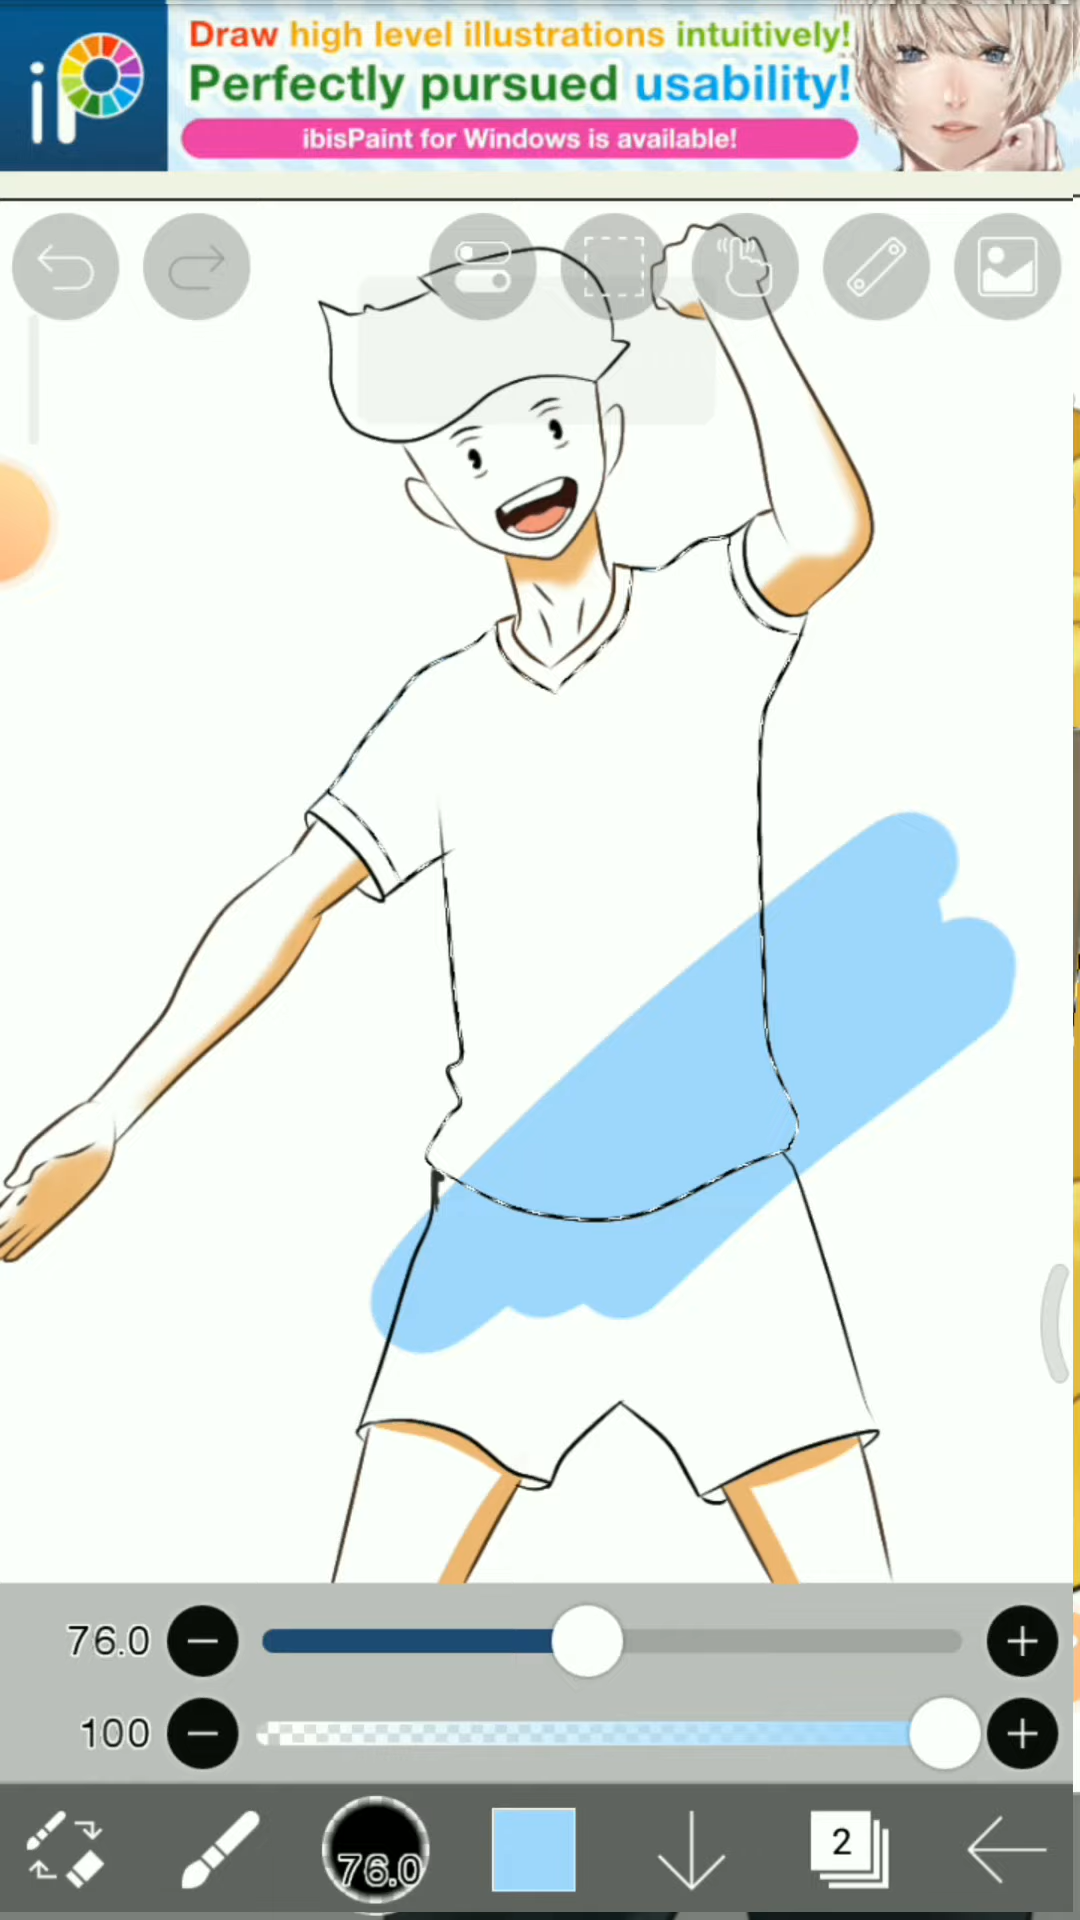 iP
Draw high level illustrations intuitively!
Perfectly pursued usability!
ibisPaint for Windows is available!
76.0
100
76.0
2